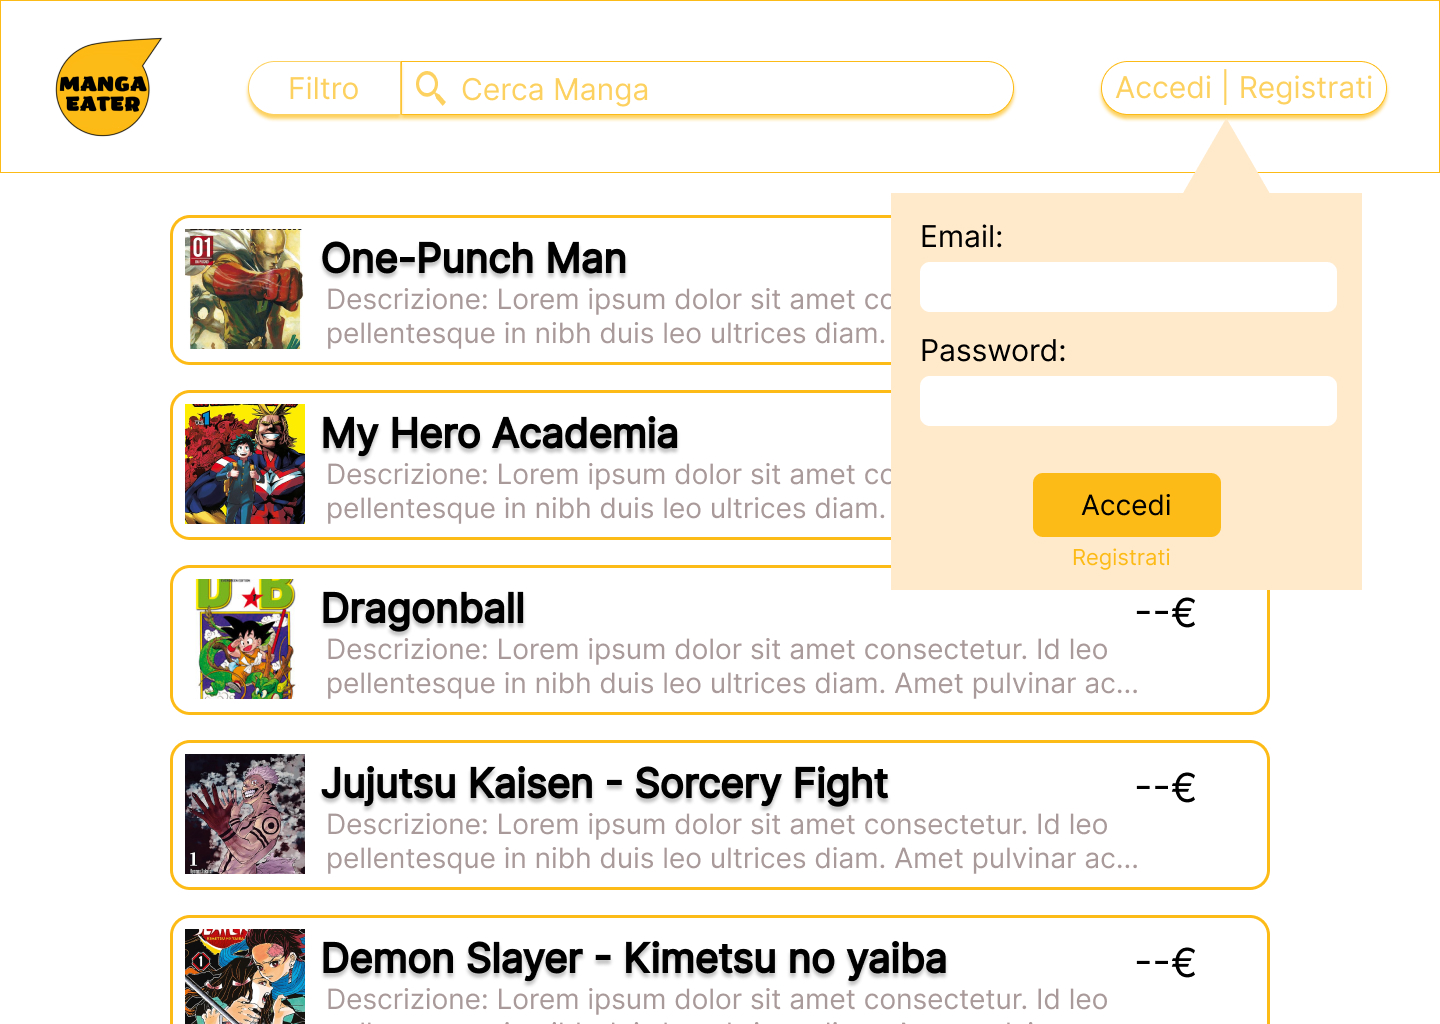 MANGA
EATER
Filtro
Cerca Manga
Accedi | Registrati
Email:
Password:
Accedi
Registrati
01
One-Punch Man
Descrizione: Lorem ipsum dolor sit amet co
pellentesque in nibh duis leo ultrices diam.
1
My Hero Academia
Descrizione: Lorem ipsum dolor sit amet co
pellentesque in nibh duis leo ultrices diam.
D B
Dragonball
--€
Descrizione: Lorem ipsum dolor sit amet consectetur. Id leo
pellentesque in nibh duis leo ultrices diam. Amet pulvinar ac...
1
Jujutsu Kaisen - Sorcery Fight
--€
Descrizione: Lorem ipsum dolor sit amet consectetur. Id leo
pellentesque in nibh duis leo ultrices diam. Amet pulvinar ac...
1
Demon Slayer - Kimetsu no yaiba
--€
Descrizione: Lorem ipsum dolor sit amet consectetur. Id leo